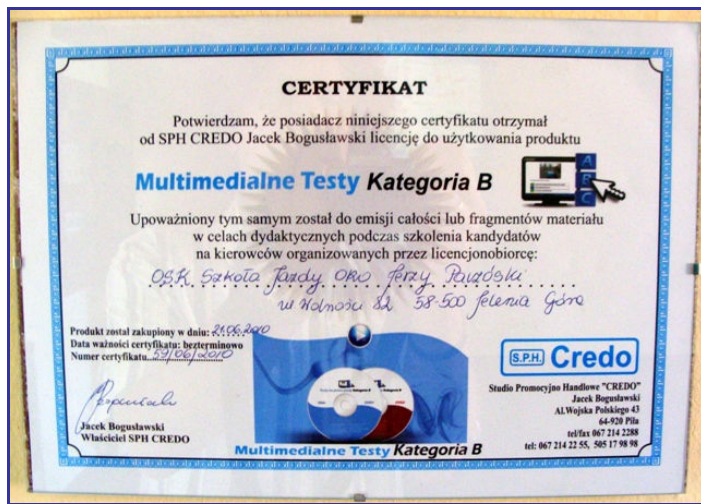 CERTYFIKAT
Potwierdzam, że posiadacz niniejszego certyfikatu otrzymał
od SPH CREDO Jacek Bogusławski licencję do użytkowania produktu
Multimedialne Testy Kategoria B
A
B
C
Upoważniony tym samym został do emisji całości lub fragmentów materiału
w celach dydaktycznych podczas szkolenia kandydatów
na kierowców organizowanych przez licencjonobiorcę:
OSK Szkoła Jazdy OKO Jerzy
ul Wolności 82 58-500 Jelenia Góra
Produkt został zakupiony w dniu: 21.06.2010
Data ważności certyfikatu: bezterminowo
Numer certyfikatu 59/06/2010
S.P.H. Credo
Studio Promocyjno Handlowe "CREDO"
Jacek Bogusławski
Al.Wojska Polskiego 43
64-920 Piła
tel/fax 067 214 2288
tel: 067 214 22 55, 505 17 98 98
Jacek Bogusławski
Właściciel SPH CREDO
Multimedialne Testy Kategoria B